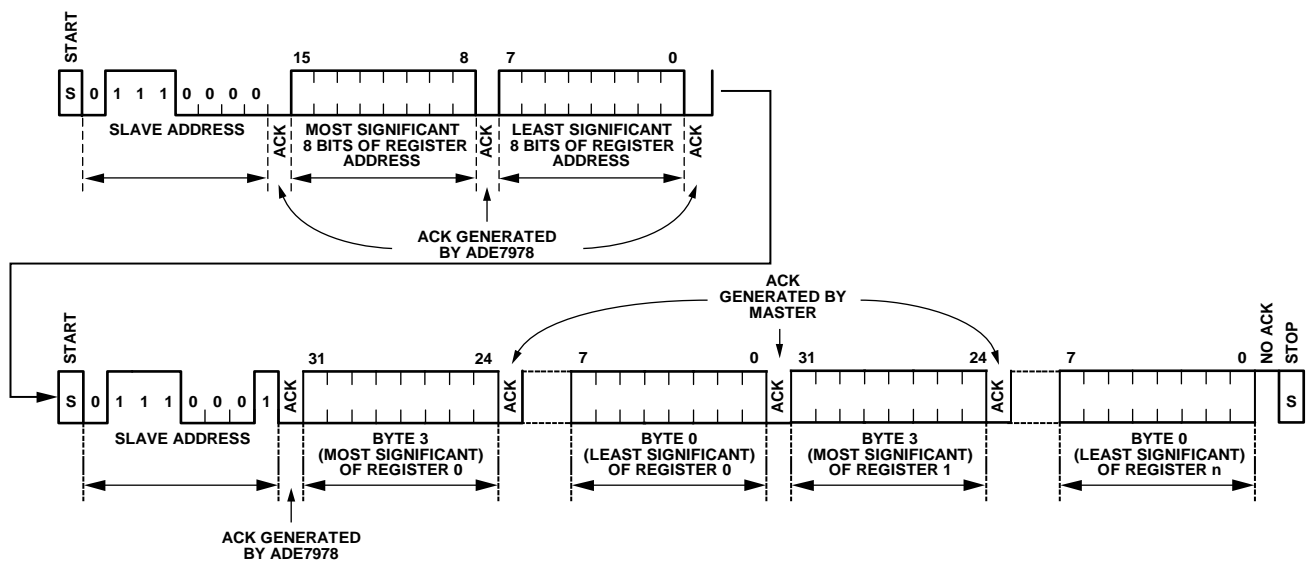 START
15 8 7 0
S 0 1 1 1 0 0 0 0
SLAVE ADDRESS
ACK
MOST SIGNIFICANT
8 BITS OF REGISTER
ADDRESS
ACK
LEAST SIGNIFICANT
8 BITS OF REGISTER
ADDRESS
ACK
ACK GENERATED
BY ADE7978
ACK
GENERATED BY
MASTER
START
31 24 7 0 31 24 7 0
NO ACK
STOP
S 0 1 1 1 0 0 0 1
ACK
ACK
ACK
ACK
S
SLAVE ADDRESS
BYTE 3
(MOST SIGNIFICANT)
OF REGISTER 0
BYTE 0
(LEAST SIGNIFICANT)
OF REGISTER 0
BYTE 3
(MOST SIGNIFICANT)
OF REGISTER 1
BYTE 0
(LEAST SIGNIFICANT)
OF REGISTER n
ACK GENERATED
BY ADE7978